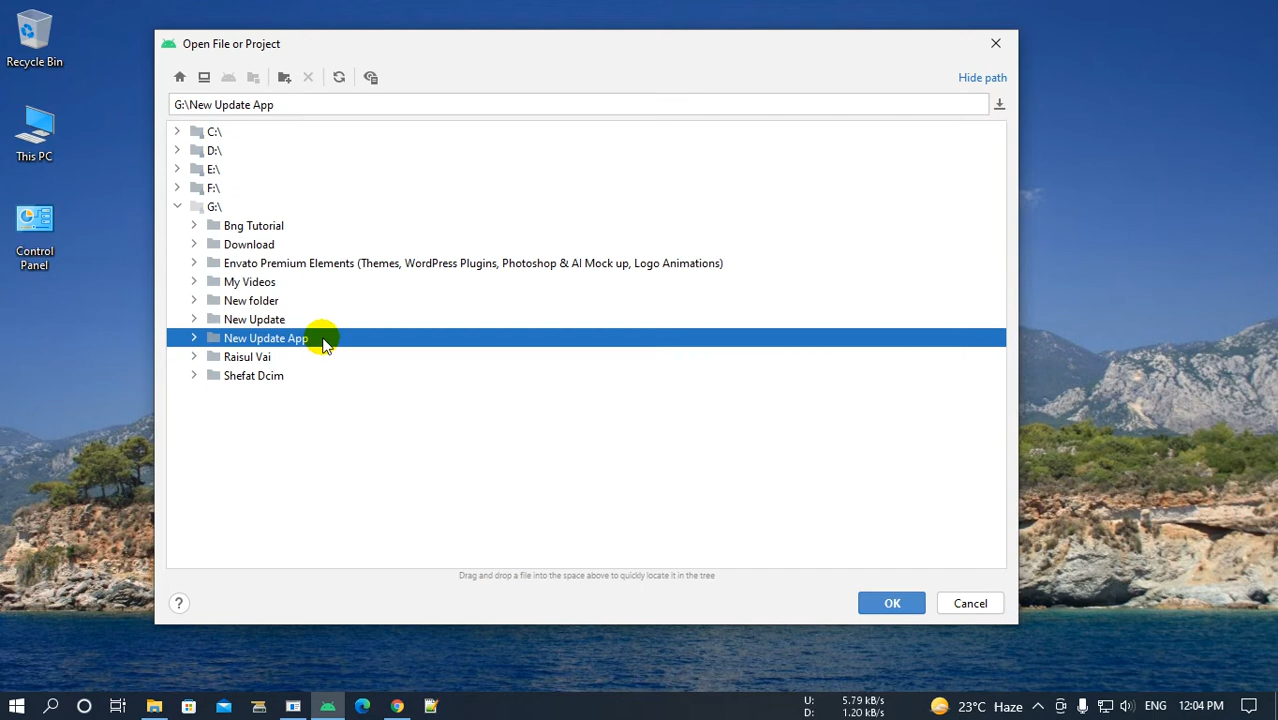 Recycle Bin
This PC
Control
Panel
Open File or Project
Hide path
G:\New Update App
C:\
D:\
E:\
F:\
G:\
Bng Tutorial
Download
Envato Premium Elements (Themes, WordPress Plugins, Photoshop & AI Mock up, Logo Animations)
My Videos
New folder
New Update
New Update App
Raisul Vai
Shefat Dcim
Drag and drop a file into the space above to quickly locate it in the tree
?
OK
Cancel
U: 5.79 kB/s
D: 1.20 kB/s
23°C Haze
ENG
12:04 PM